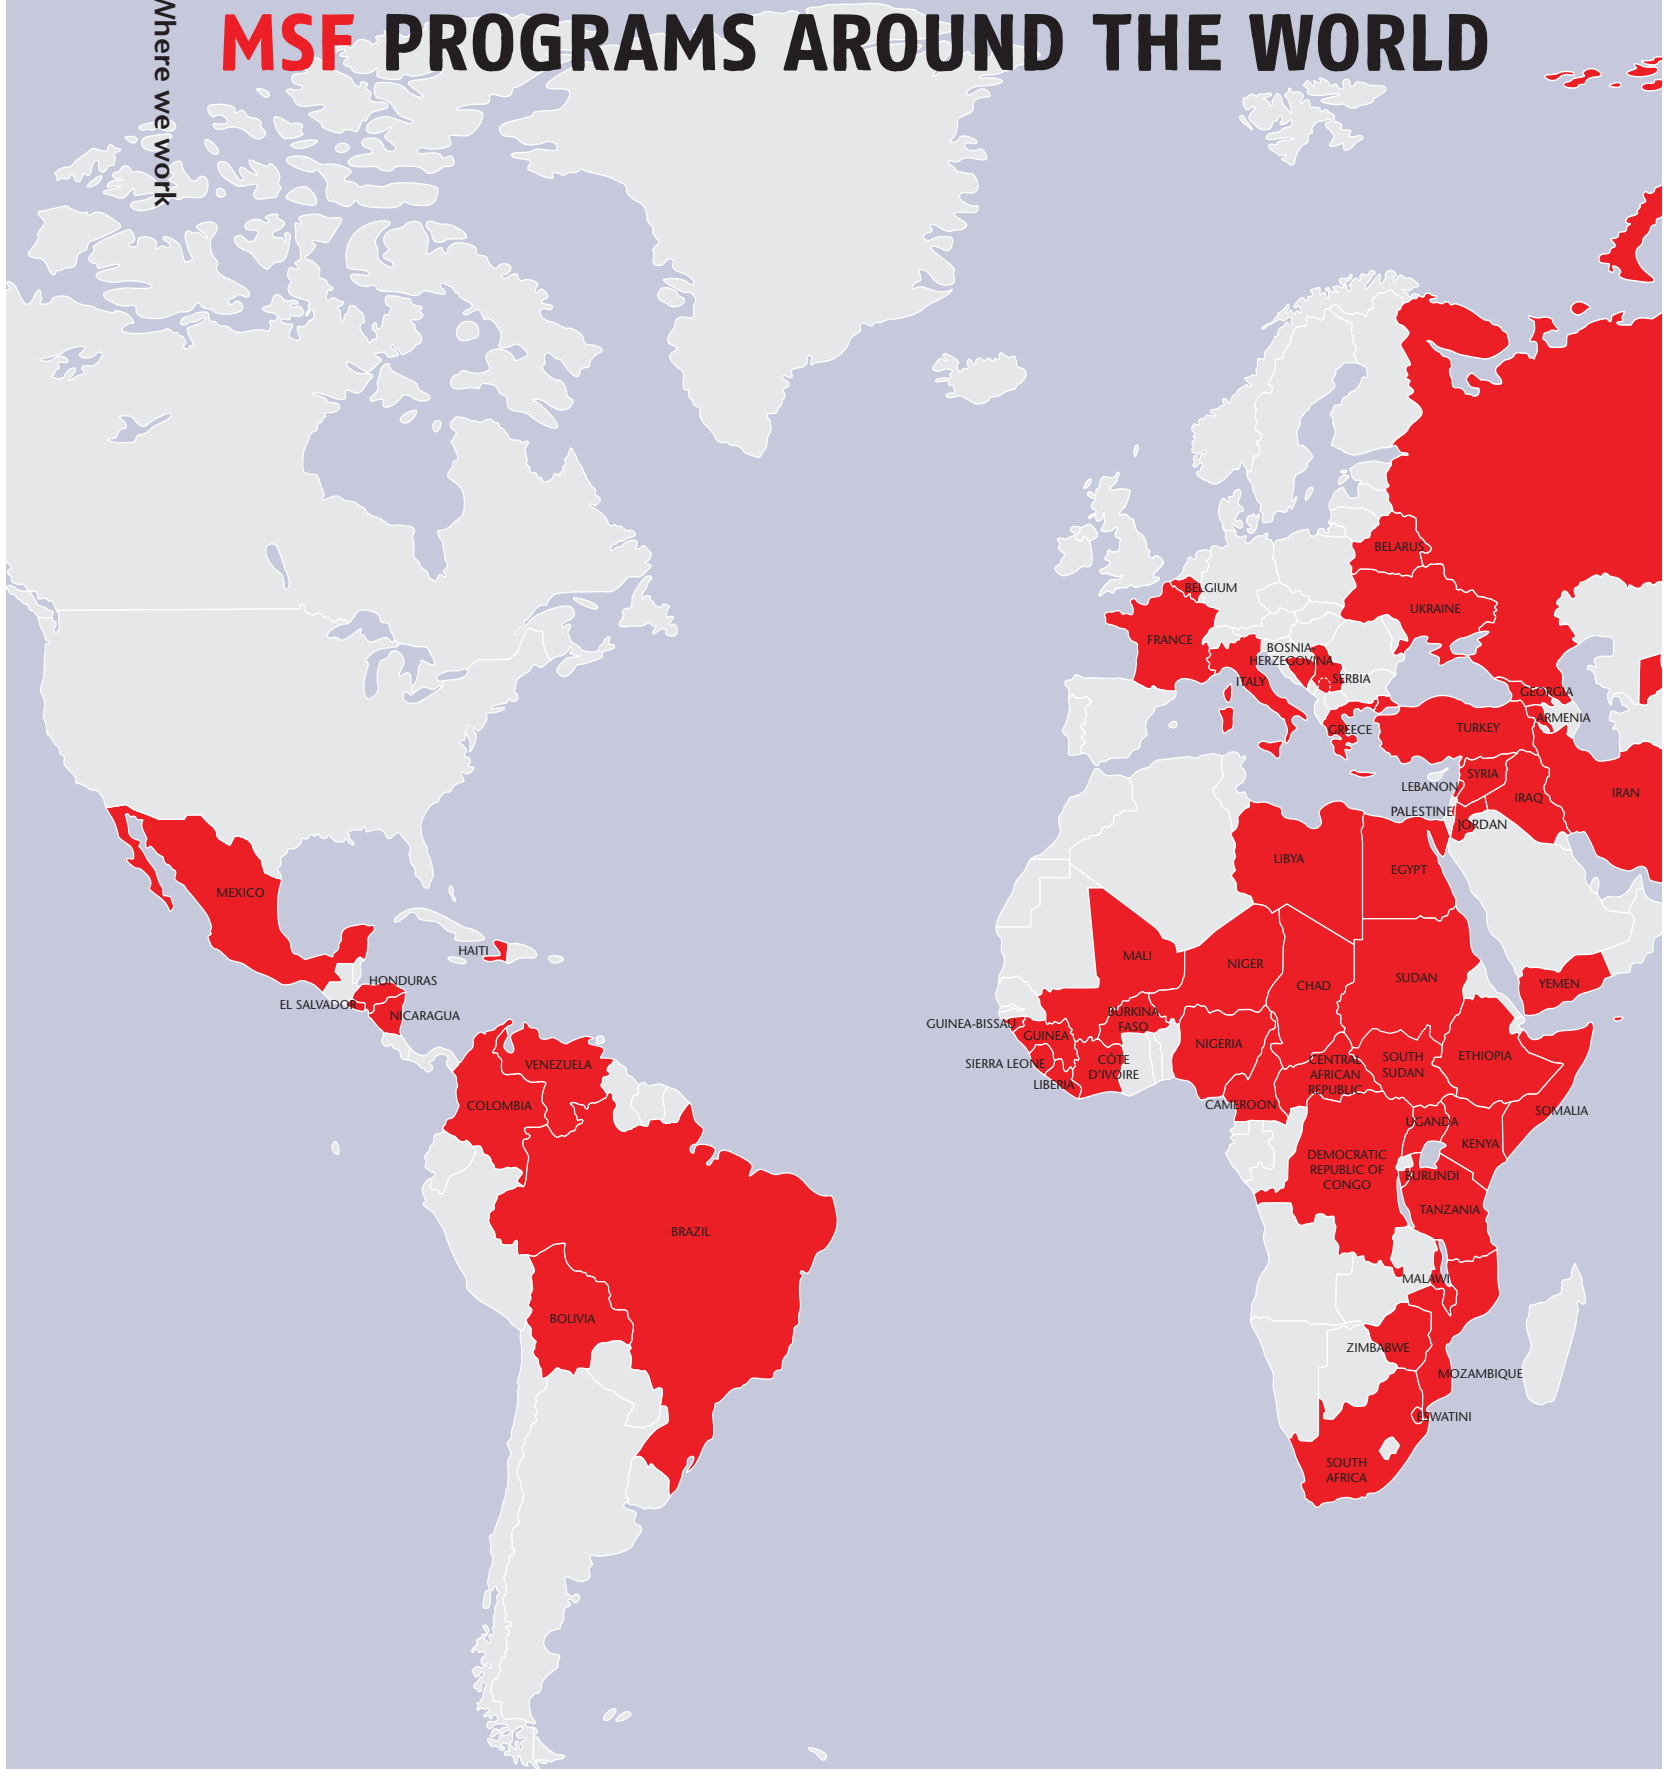 MSF PROGRAMS AROUND THE WORLD
Where we work
BELARUS
BELGIUM
UKRAINE
FRANCE
BOSNIA-
HERZEGOVINA
ITALY
SERBIA
GEORGIA
ARMENIA
GREECE
TURKEY
SYRIA
LEBANON
IRAQ
IRAN
PALESTINE
JORDAN
LIBYA
EGYPT
MEXICO
HAITI
MALI
NIGER
CHAD
SUDAN
YEMEN
HONDURAS
EL SALVADOR
NICARAGUA
GUINEA-BISSAU
GUINEA
BURKINA
FASO
NIGERIA
SIERRA LEONE
LIBERIA
CÔTE
D'IVOIRE
CENTRAL
AFRICAN
REPUBLIC
SOUTH
SUDAN
ETHIOPIA
VENEZUELA
COLOMBIA
CAMEROON
SOMALIA
UGANDA
KENYA
DEMOCRATIC
REPUBLIC OF
CONGO
BURUNDI
TANZANIA
BRAZIL
MALAWI
BOLIVIA
ZIMBABWE
MOZAMBIQUE
ESWATINI
SOUTH
AFRICA